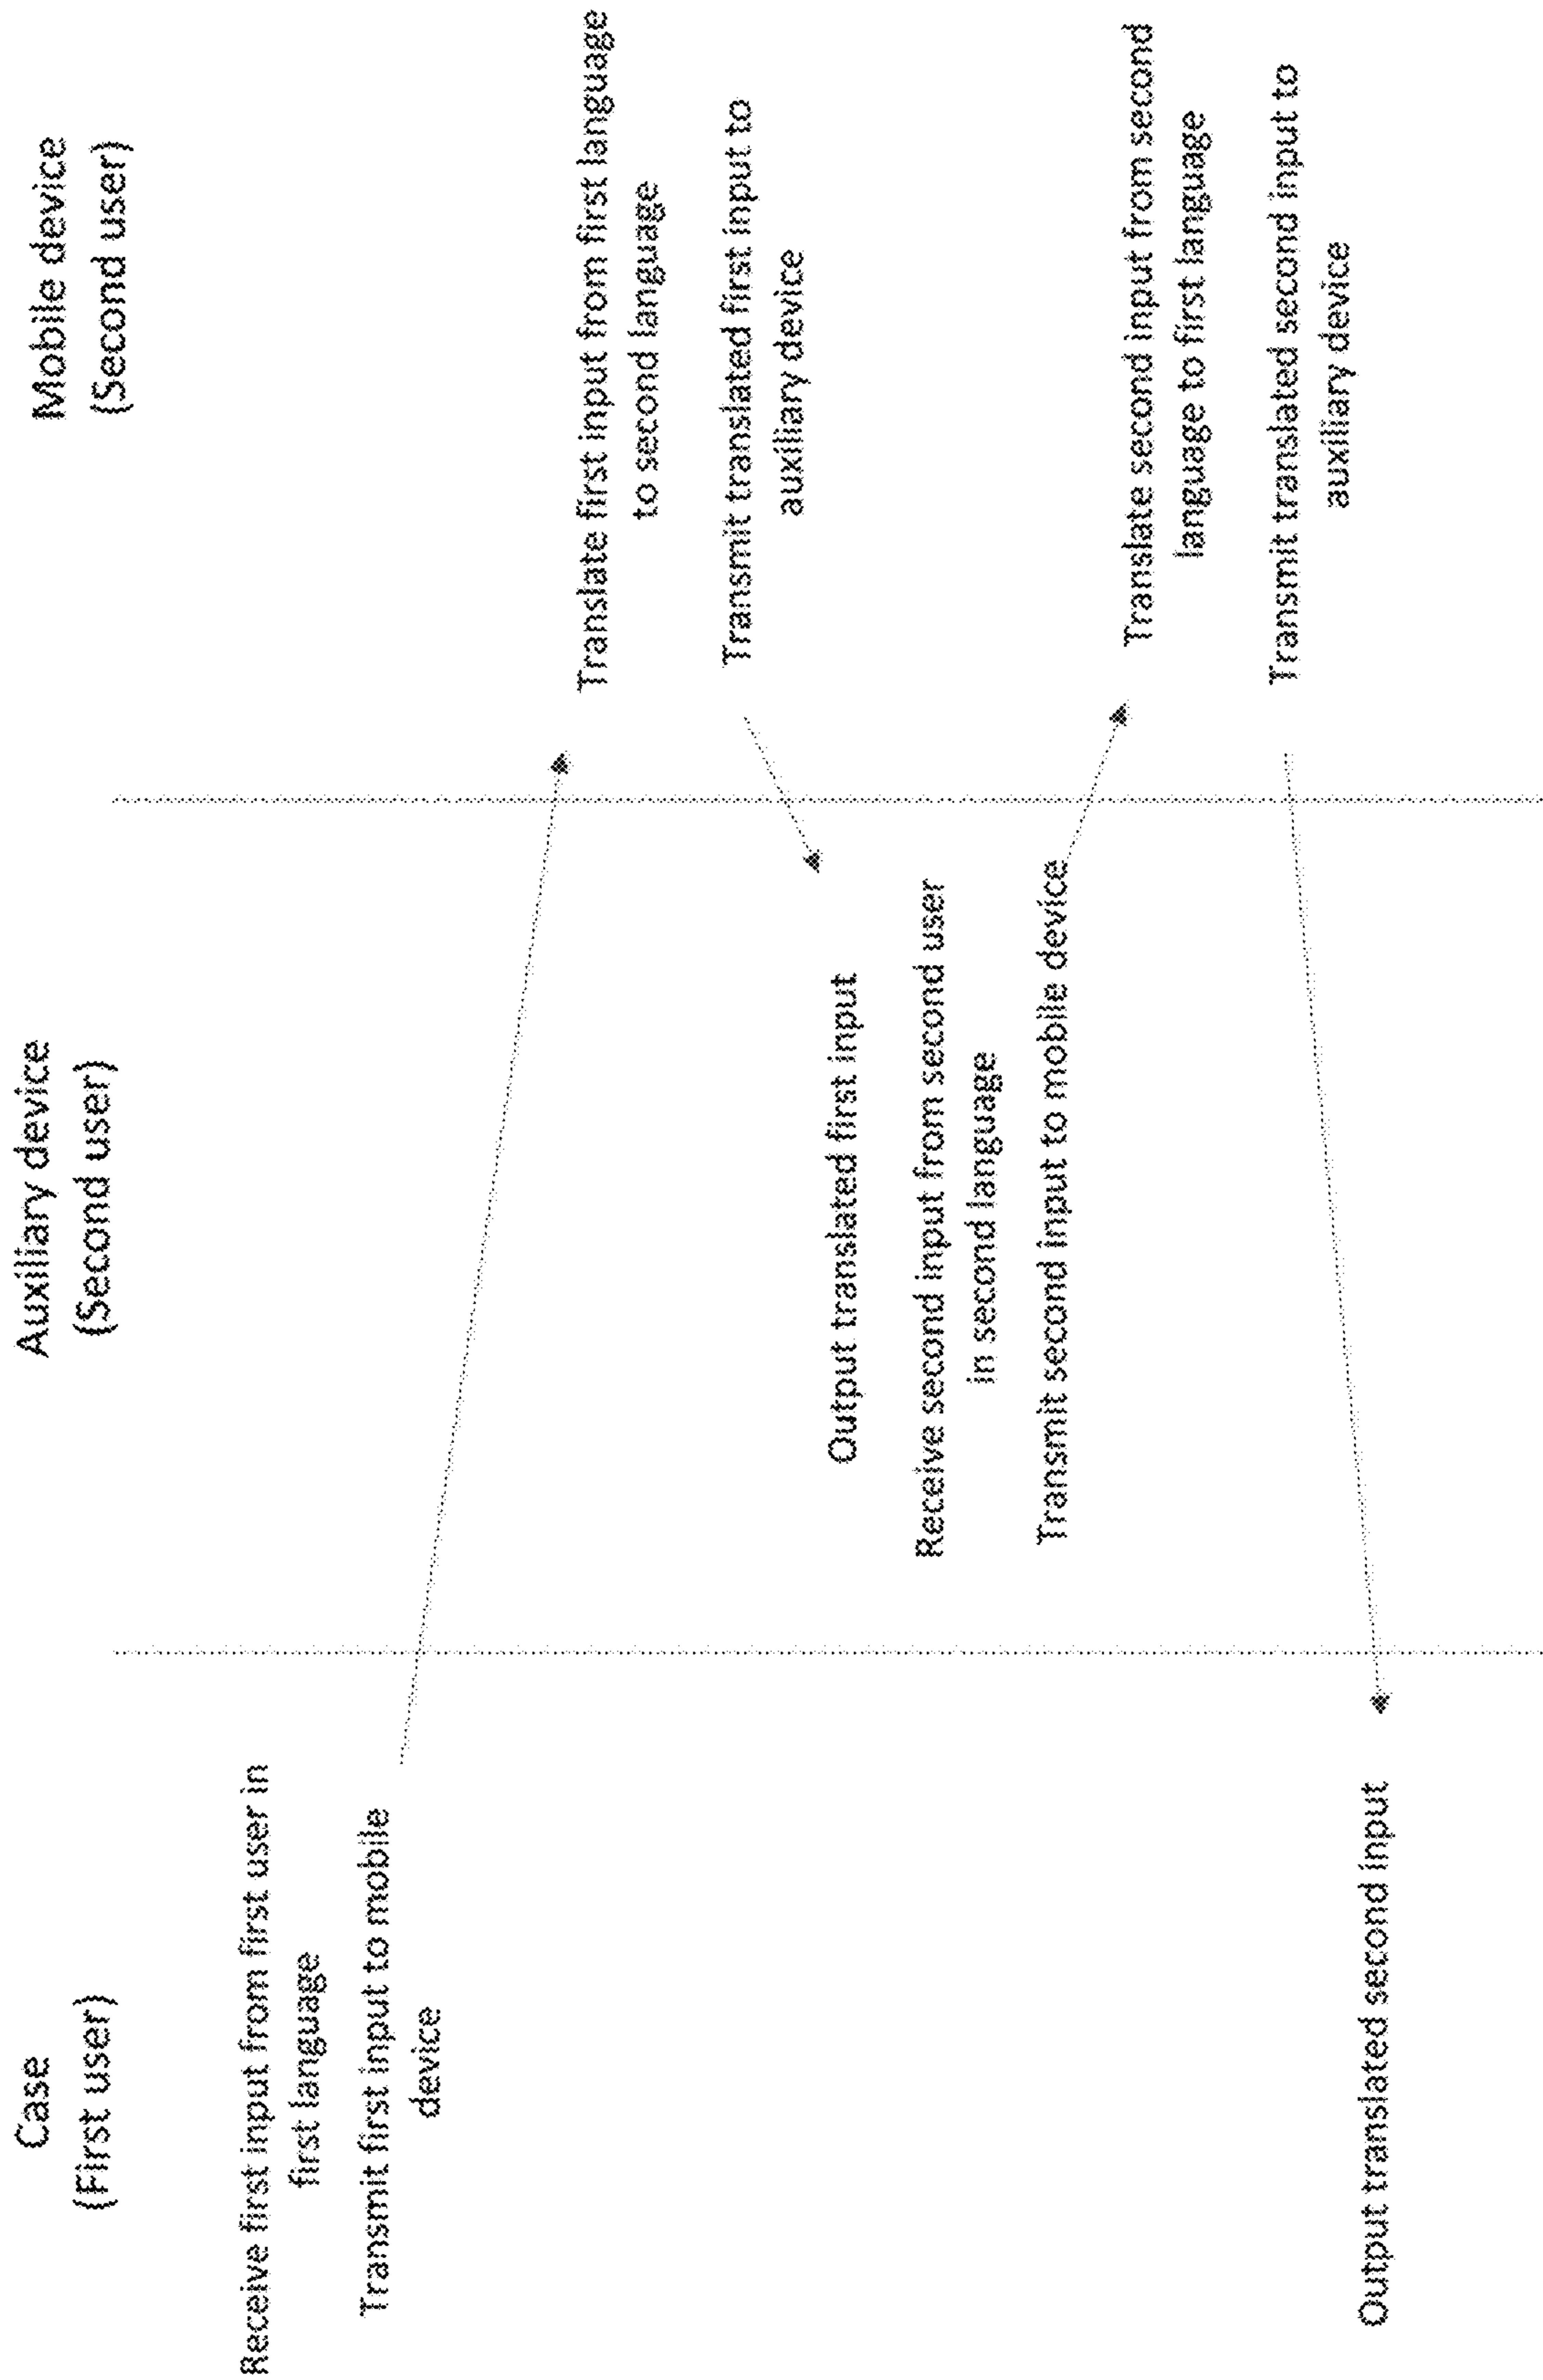 Case
(First user)
Auxiliary device
(Second user)
Mobile device
(Second user)
Receive first input from first user in
first language
Transmit first input to mobile
device
Translate first input from first language
to second language
Transmit translated first input to
auxiliary device
Output translated first input
Receive second input from second user
in second language
Transmit second input to mobile device
Translate second input from second
language to first language
Transmit translated second input to
auxiliary device
Output translated second input